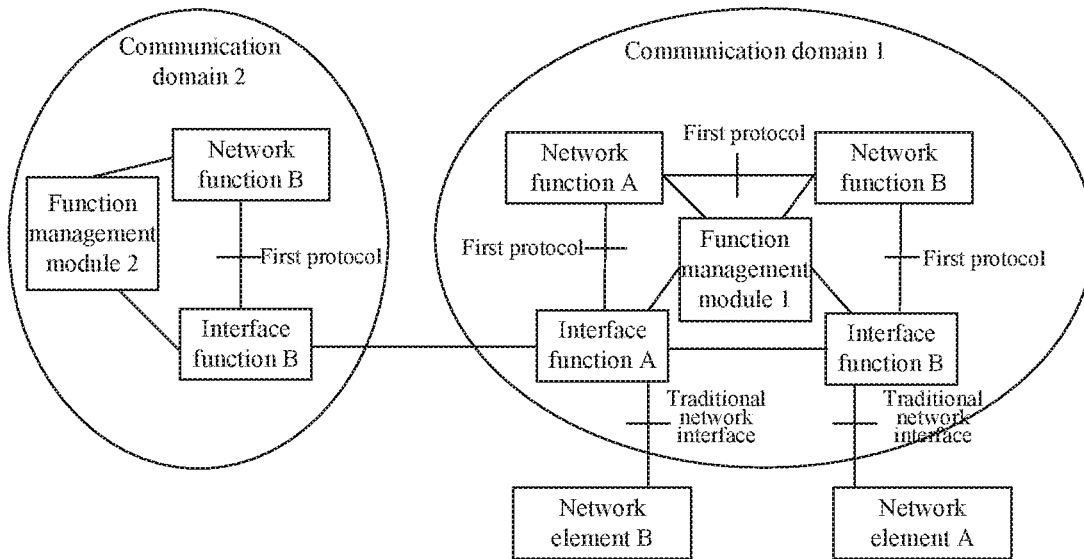 Communication
domain 2
Network
function B
Function
management
module 2
First protocol
Interface
function B
Communication domain 1
First protocol
Network
function A
Network
function B
Function
management
module 1
First protocol
First protocol
Interface
function A
Interface
function B
Traditional
network
interface
Traditional
network
interface
Network
element B
Network
element A